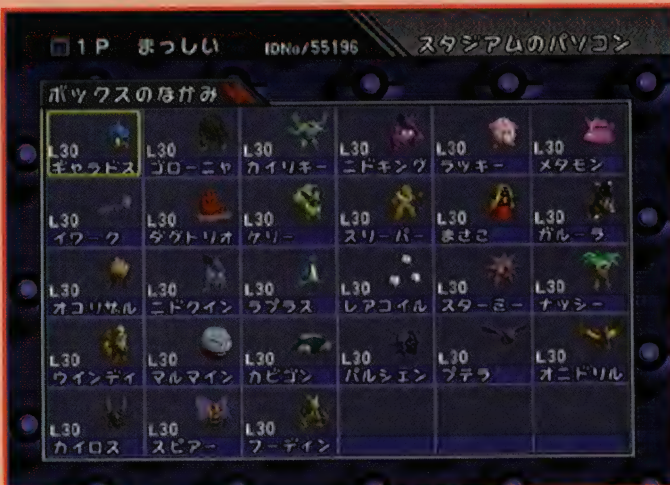 1P まっしい IDNo/55196 スタジアムのパソコン
ボックスのなかみ
L30 L30 L30 L30 L30 L30
ギャラドス ゴローニャ カイリキー ニドキング ラッキー メタモン
L30 L30 L30 L30 L30 L30
イワーク ダグトリオ ケリー スリーパー まさこ ガルーラ
L30 L30 L30 L30 L30 L30
オコリザル ニドクイン ラプラス レアコイル スターミー ナッシー
L30 L30 L30 L30 L30 L30
ウインディ マルマイン カビゴン パルシェン プテラ オニドリル
L30 L30 L30
カイロス スピアー フーディン